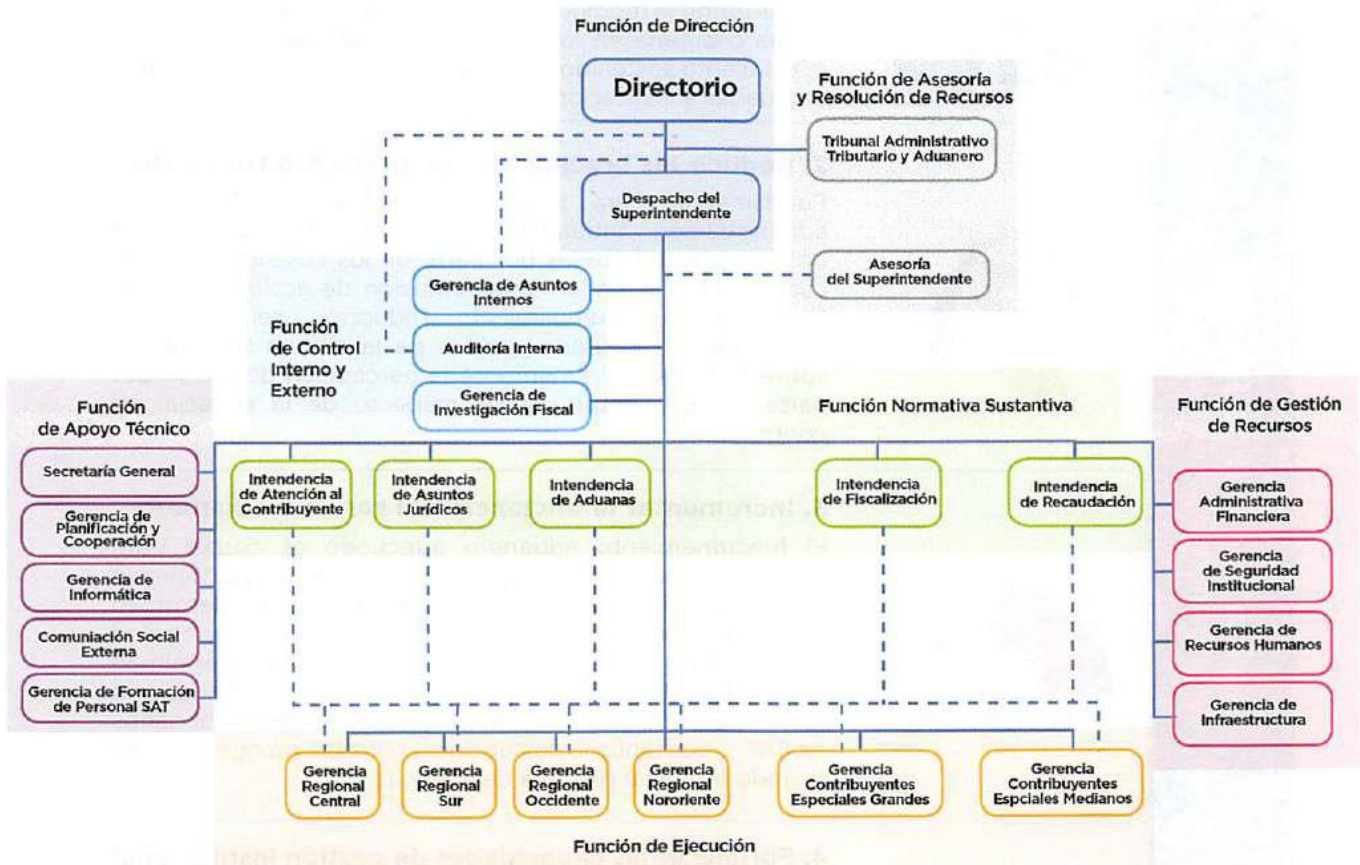 Función de Dirección
Directorio
Función de Asesoría
y Resolución de Recursos
Tribunal Administrativo
Tributario y Aduanero
Despacho del
Superintendente
Asesoría
del Superintendente
Gerencia de Asuntos
Internos
Función
de Control
Interno y
Externo
Auditoría Interna
Gerencia de
Investigación Fiscal
Función
de Apoyo Técnico
Función Normativa Sustantiva
Función de Gestión
de Recursos
Secretaría General
Gerencia de
Planificación y
Cooperación
Gerencia de
Informática
Comuniación Social
Externa
Gerencia de Formación
de Personal SAT
Intendencia
de Atención al
Contribuyente
Intendencia
de Asuntos
Jurídicos
Intendencia
de Aduanas
Intendencia
de Fiscalización
Intendencia
de Recaudación
Gerencia
Administrativa
Financiera
Gerencia
de Seguridad
Institucional
Gerencia de
Recursos Humanos
Gerencia de
Infraestructura
Gerencia
Regional
Central
Gerencia
Regional
Sur
Gerencia
Regional
Occidente
Gerencia
Regional
Nororiente
Gerencia
Contribuyentes
Especiales Grandes
Gerencia
Contribuyentes
Espciales Medianos
Función de Ejecución